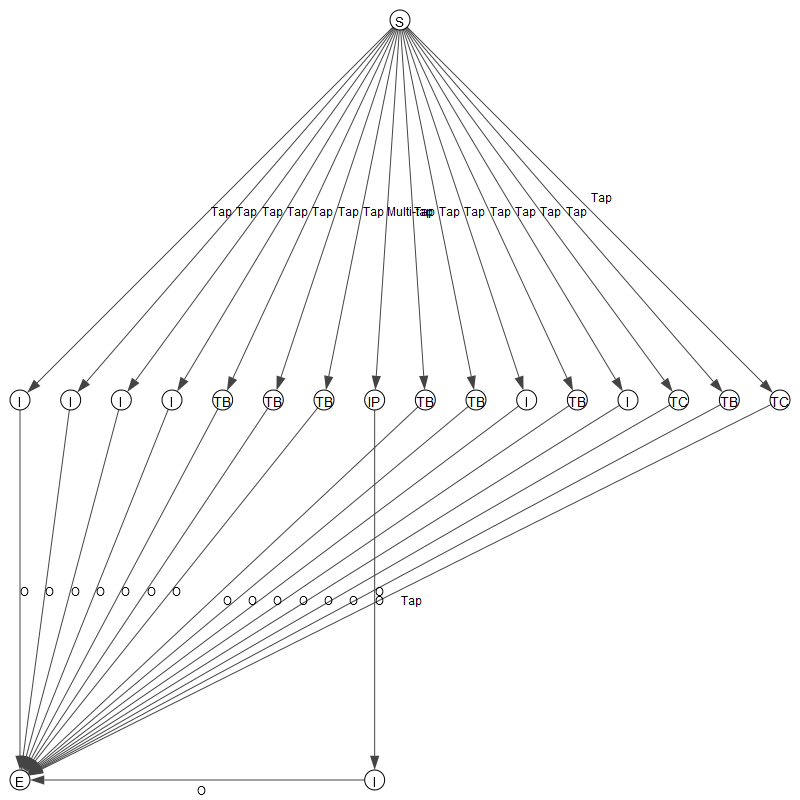 S
Tap
Tap Tap Tap Tap Tap Tap Tap Multi-Tap Tap Tap Tap Tap Tap Tap Tap
I I I I TB TB TB IP TB TB I TB I TC TB TC
O O O O O O O O
O O O O O O O Tap
E I
O